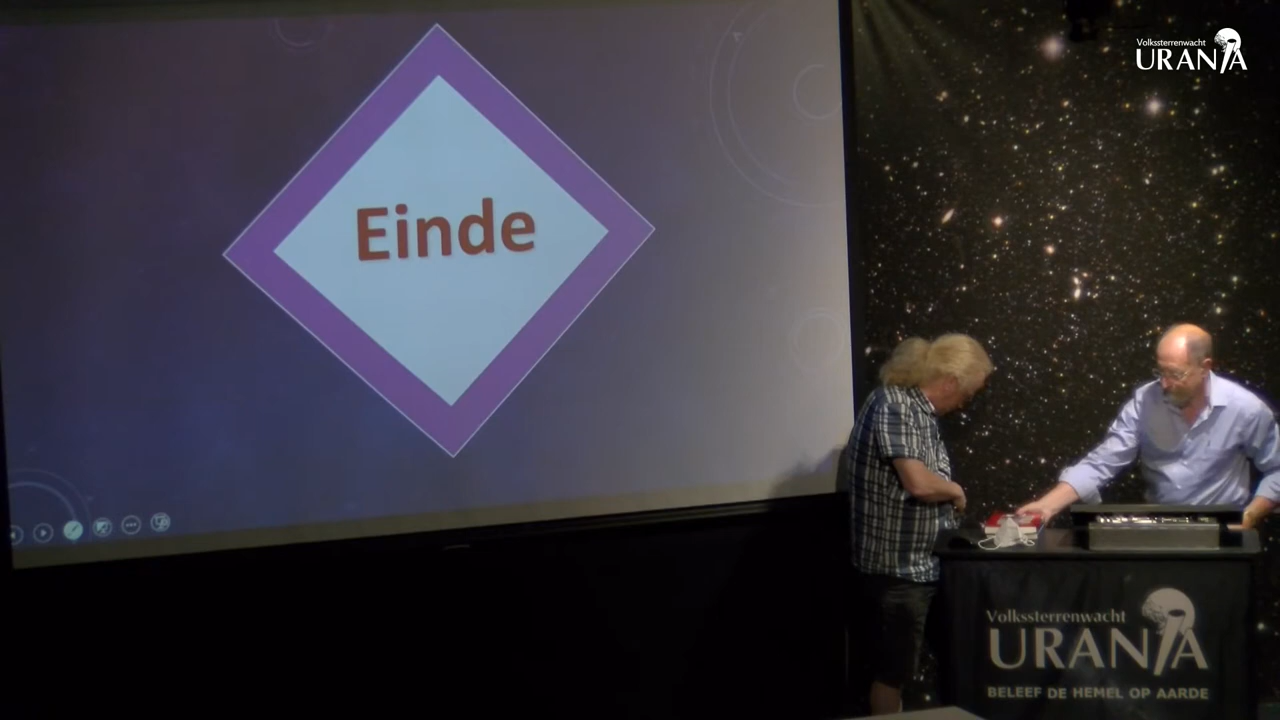 Einde
Volkssterrenwacht
URANIA
Volkssterrenwacht
URANIA
BELEEF DE HEMEL OP AARDE